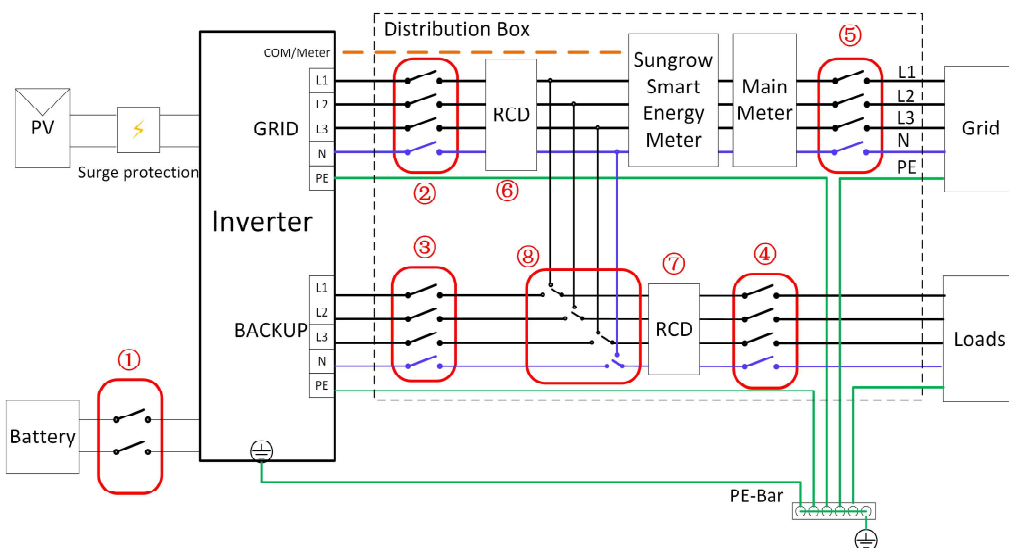 Distribution Box
⑤
COM/Meter
Sungrow
Smart
Energy
Meter
Main
Meter
L1
L2
L3
N
PE
GRID
RCD
L1
L2
L3
N
PE
Grid
PV
Surge protection
②
⑥
Inverter
③
⑧
⑦
④
L1
L2
L3
N
PE
BACKUP
RCD
Loads
①
Battery
PE-Bar